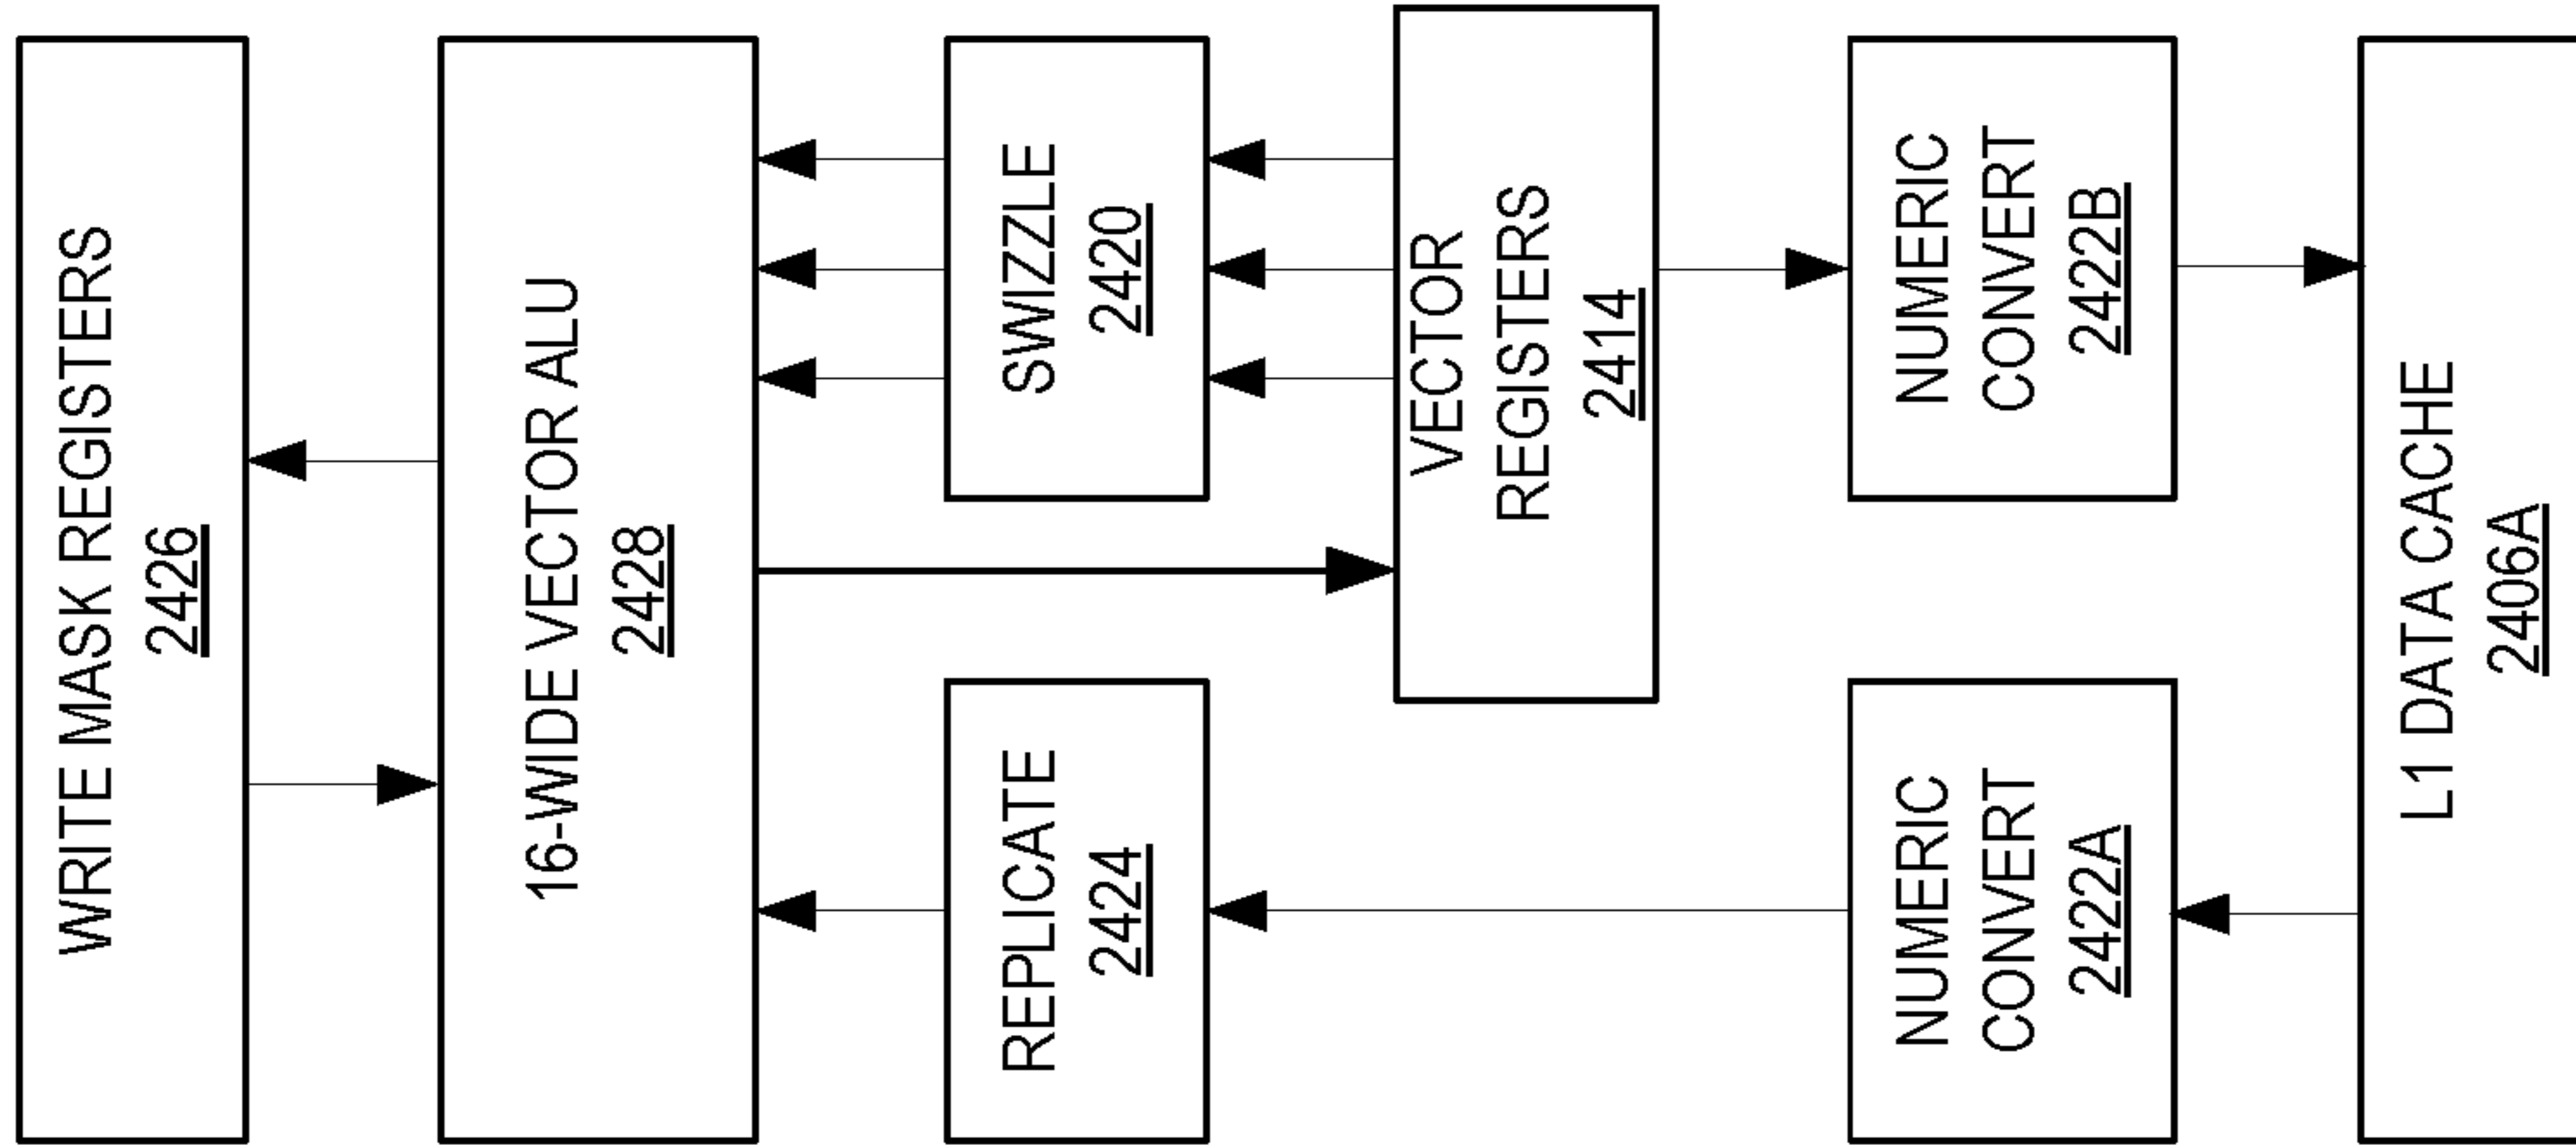 WRITE MASK REGISTERS
2426
16-WIDE VECTOR ALU
2428
REPLICATE
2424
SWIZZLE
2420
VECTOR
REGISTERS
2414
NUMERIC
CONVERT
2422A
NUMERIC
CONVERT
2422B
L1 DATA CACHE
2406A